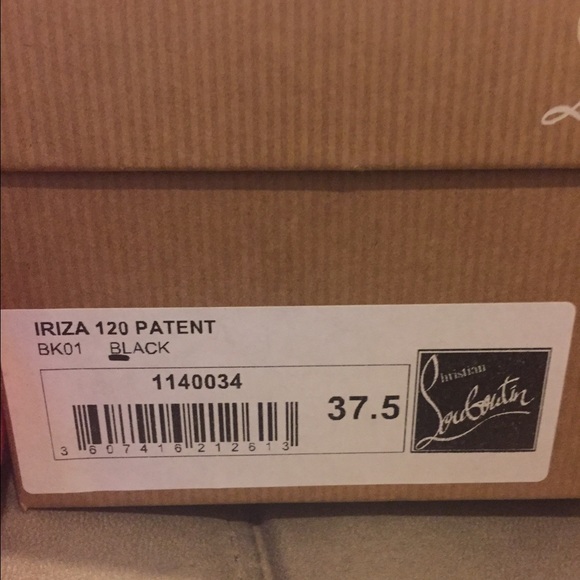 IRIZA 120 PATENT
BK01 BLACK
1140034
37.5
3 607416 212613
Christian
Louboutin